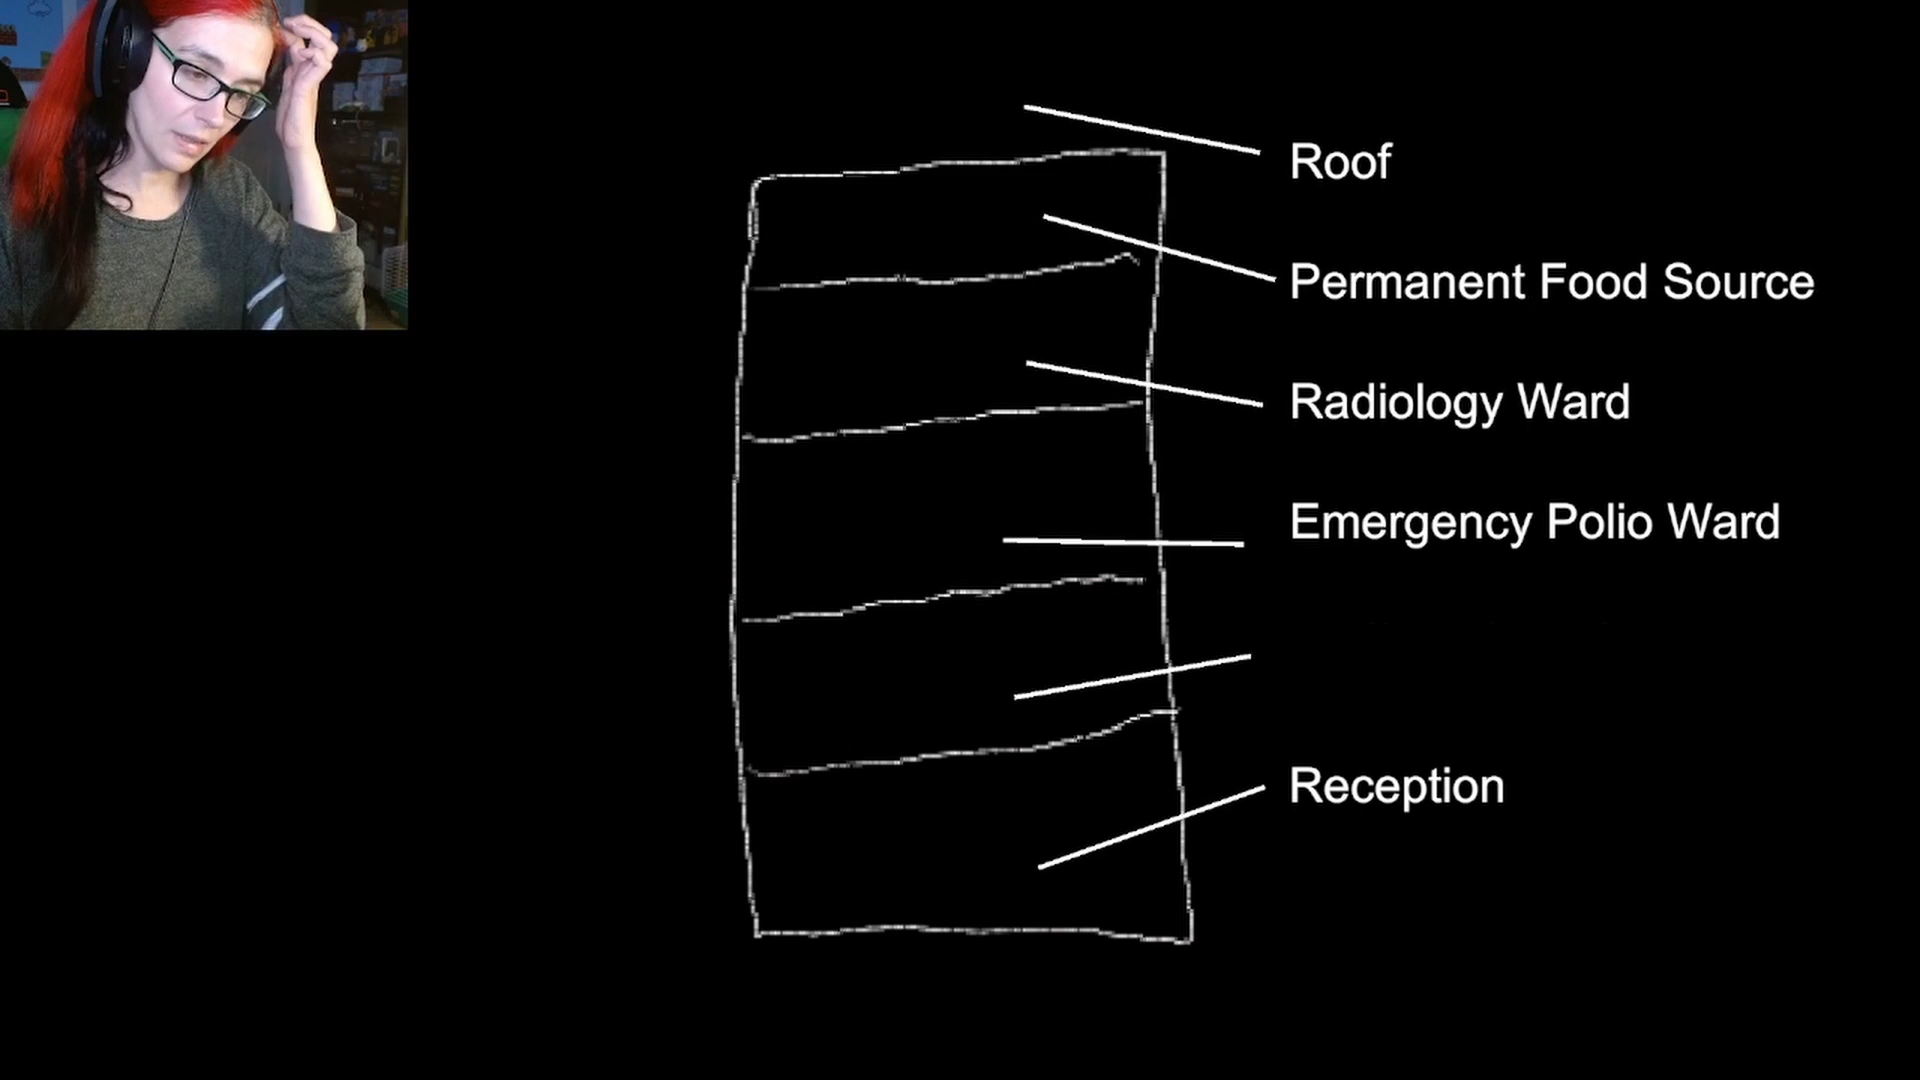 Roof
Permanent Food Source
Radiology Ward
Emergency Polio Ward
Reception